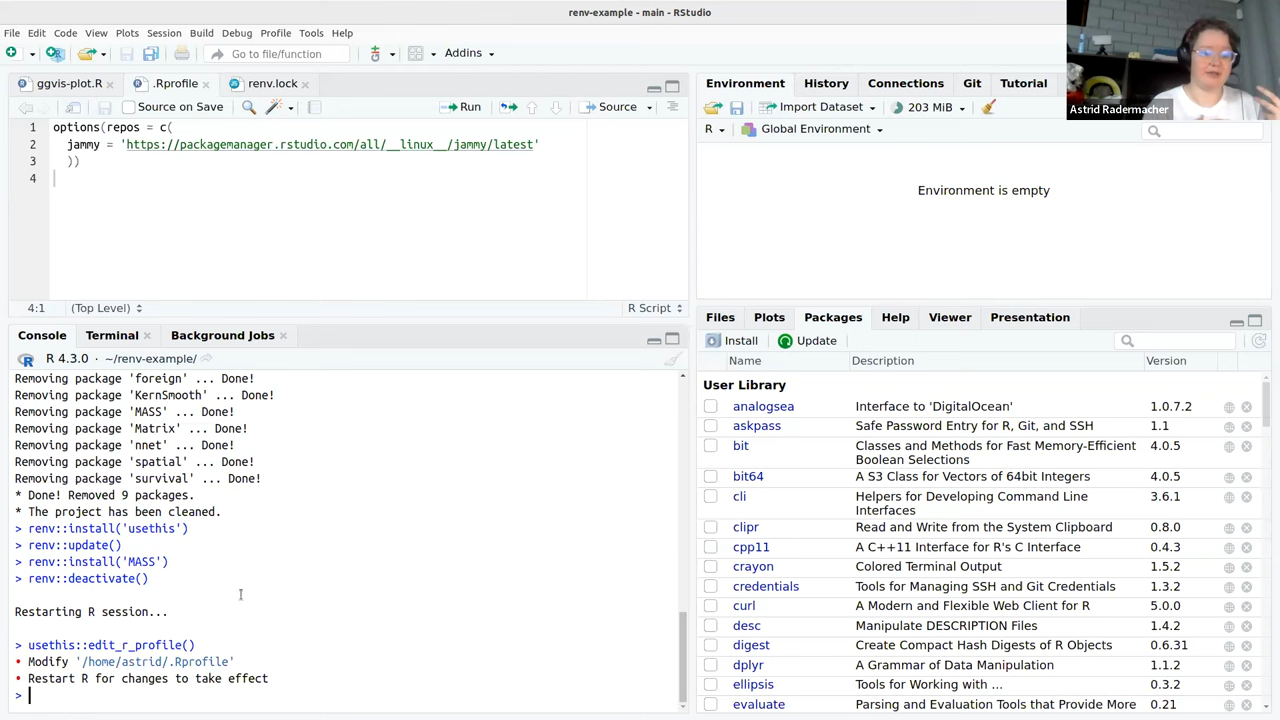 renv-example - main - RStudio
File Edit Code View Plots Session Build Debug Profile Tools Help
Go to file/function Addins
ggvis-plot.R .Rprofile renv.lock
Source on Save Run Source
1 options(repos = c(
2 jammy = 'https://packagemanager.rstudio.com/all/__linux__/jammy/latest'
3 ))
4
4:1 (Top Level) R Script
Console Terminal Background Jobs
R 4.3.0 · ~/renv-example/
Removing package 'foreign' ... Done!
Removing package 'KernSmooth' ... Done!
Removing package 'MASS' ... Done!
Removing package 'Matrix' ... Done!
Removing package 'nnet' ... Done!
Removing package 'spatial' ... Done!
Removing package 'survival' ... Done!
* Done! Removed 9 packages.
* The project has been cleaned.
> renv::install('usethis')
> renv::update()
> renv::install('MASS')
> renv::deactivate()
Restarting R session...
> usethis::edit_r_profile()
• Modify '/home/astrid/.Rprofile'
• Restart R for changes to take effect
>
Environment History Connections Git Tutorial
Import Dataset 203 MiB
R Global Environment
Environment is empty
Files Plots Packages Help Viewer Presentation
Install Update
Name Description Version
User Library
analogsea Interface to 'DigitalOcean' 1.0.7.2
askpass Safe Password Entry for R, Git, and SSH 1.1
bit Classes and Methods for Fast Memory-Efficient 4.0.5
Boolean Selections
bit64 A S3 Class for Vectors of 64bit Integers 4.0.5
cli Helpers for Developing Command Line 3.6.1
Interfaces
clipr Read and Write from the System Clipboard 0.8.0
cpp11 A C++11 Interface for R's C Interface 0.4.3
crayon Colored Terminal Output 1.5.2
credentials Tools for Managing SSH and Git Credentials 1.3.2
curl A Modern and Flexible Web Client for R 5.0.0
desc Manipulate DESCRIPTION Files 1.4.2
digest Create Compact Hash Digests of R Objects 0.6.31
dplyr A Grammar of Data Manipulation 1.1.2
ellipsis Tools for Working with ... 0.3.2
evaluate Parsing and Evaluation Tools that Provide More 0.21
Astrid Radermacher